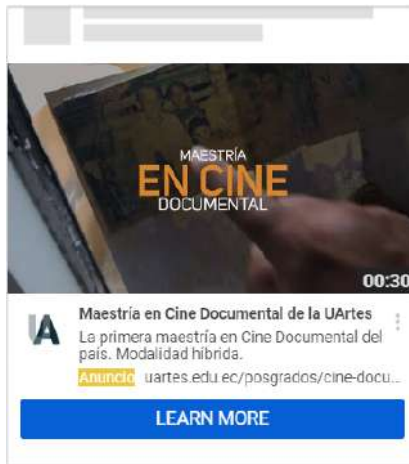 MAESTRÍA
EN CINE
DOCUMENTAL
00:30
UA
Maestría en Cine Documental de la UArtes
La primera maestría en Cine Documental del
país. Modalidad híbrida.
Anuncio uartes.edu.ec/posgrados/cine-docu...
LEARN MORE